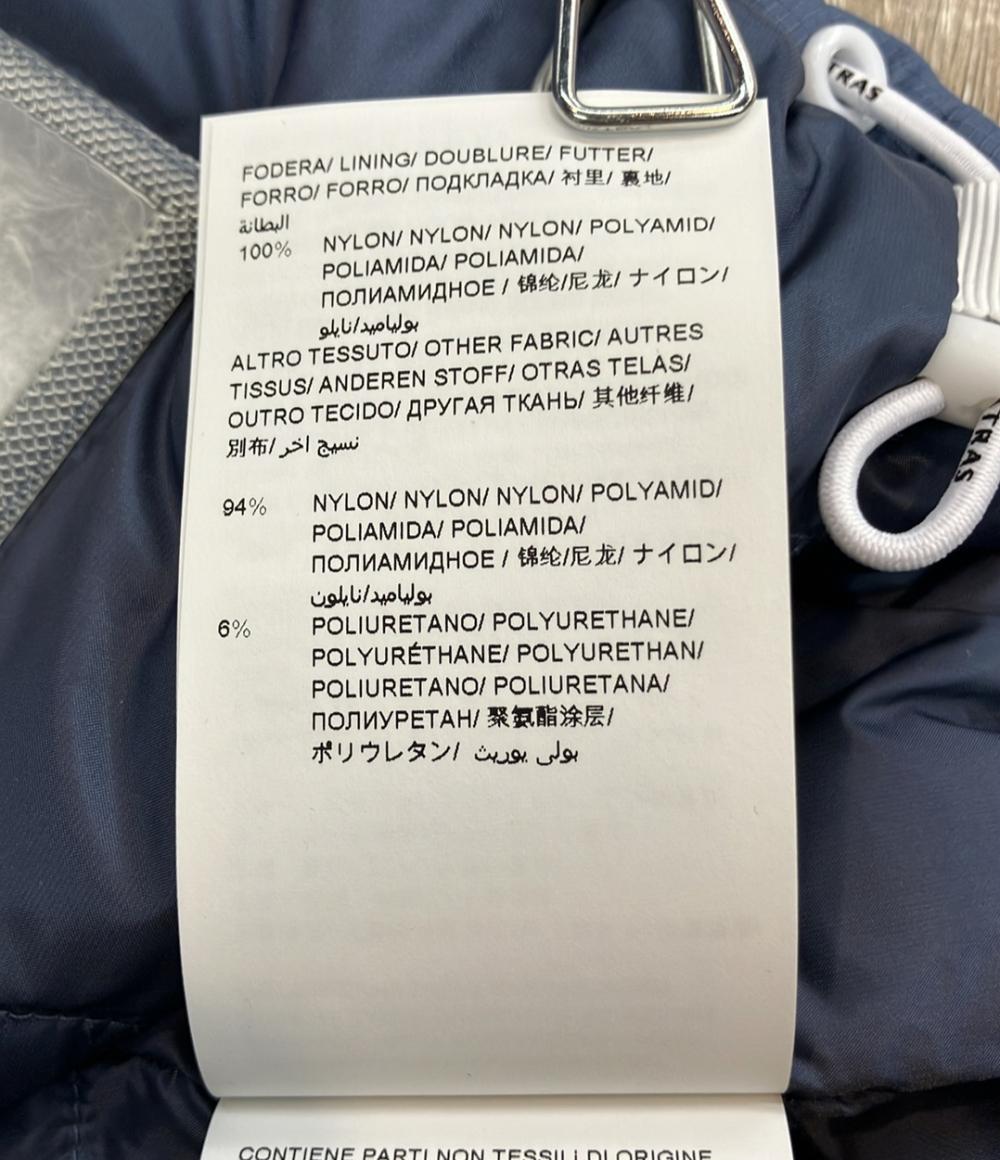 TRAS
FODERA/ LINING/ DOUBLURE/ FUTTER/
FORRO/ FORRO/ ПОДКЛАДКА/ 衬里/ 裏地/
البطانة
100% NYLON/ NYLON/ NYLON/ POLYAMID/
POLIAMIDA/ POLIAMIDA/
ПОЛИАМИДНОЕ / 锦纶/尼龙/ ナイロン/
بولياميد/نايلو
ALTRO TESSUTO/ OTHER FABRIC/ AUTRES
TISSUS/ ANDEREN STOFF/ OTRAS TELAS/
OUTRO TECIDO/ ДРУГАЯ ТКАНЬ/ 其他纤维/
別布/ نسيج اخر
94% NYLON/ NYLON/ NYLON/ POLYAMID/
POLIAMIDA/ POLIAMIDA/
ПОЛИАМИДНОЕ / 锦纶/尼龙/ ナイロン/
بولياميد/نايلون
6% POLIURETANO/ POLYURETHANE/
POLYURÉTHANE/ POLYURETHAN/
POLIURETANO/ POLIURETANA/
ПОЛИУРЕТАН/ 聚氨酯涂层/
ポリウレタン/ بولى يوريث
TRAS
CONTIENE PARTI NON TESSILI DI ORIGINE